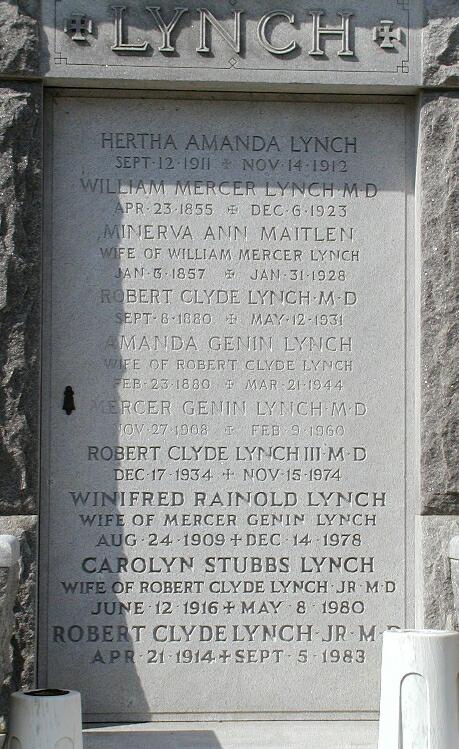 LYNCH
HERTHA AMANDA LYNCH
SEPT·12·1911 ✠ NOV·14·1912
WILLIAM MERCER LYNCH·M·D
APR·23·1855 ✠ DEC·6·1923
MINERVA ANN MAITLEN
WIFE OF WILLIAM MERCER LYNCH
JAN·3·1857 ✠ JAN·31·1928
ROBERT CLYDE LYNCH·M·D
SEPT·8·1880 ✠ MAY·12·1931
AMANDA GENIN LYNCH
WIFE OF ROBERT CLYDE LYNCH
FEB·23·1880 ✠ MAR·21·1944
MERCER GENIN LYNCH·M·D
NOV·27·1908 ✠ FEB·9·1960
ROBERT CLYDE LYNCH III·M·D
DEC·17·1934 ✠ NOV·15·1974
WINIFRED RAINOLD LYNCH
WIFE OF MERCER GENIN LYNCH
AUG·24·1909 ✠ DEC·14·1978
CAROLYN STUBBS LYNCH
WIFE OF ROBERT CLYDE LYNCH·JR·M·D
JUNE·12·1916 ✠ MAY·8·1980
ROBERT CLYDE LYNCH·JR·M·D
APR·21·1914 ✠ SEPT·5·1983